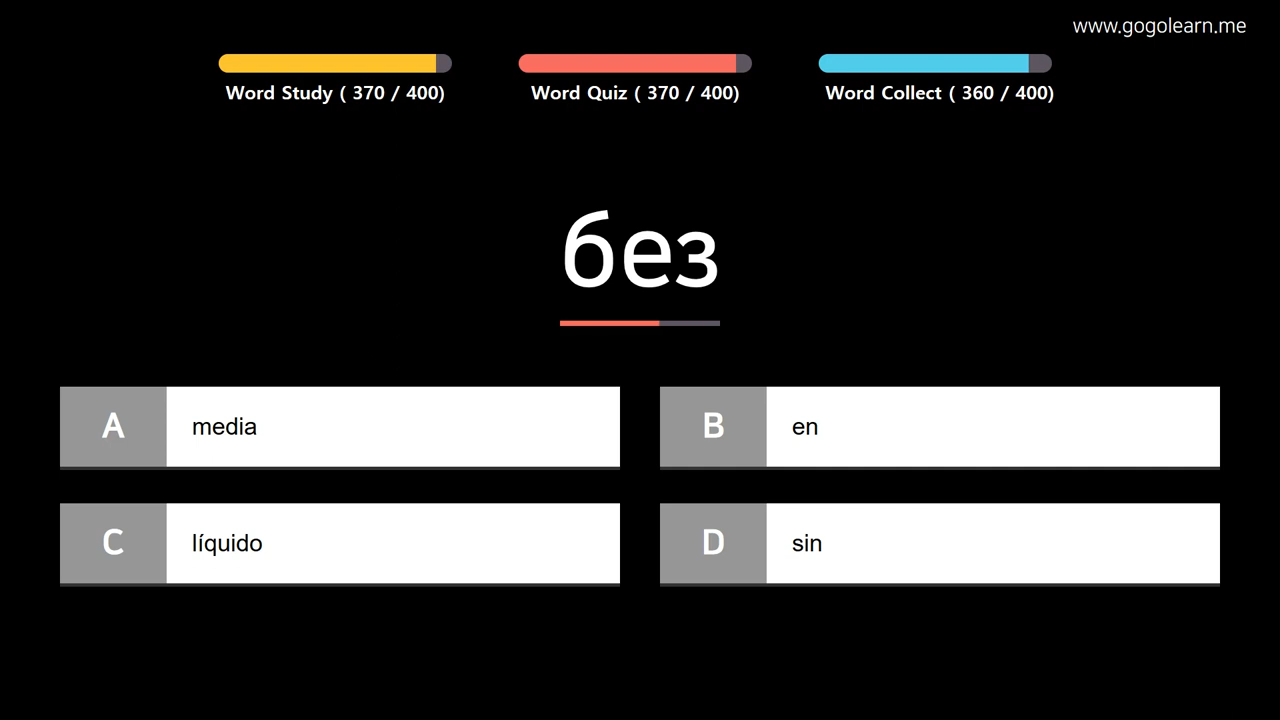 www.gogolearn.me
Word Study ( 370 / 400)
Word Quiz ( 370 / 400)
Word Collect ( 360 / 400)
без
A media
B en
C líquido
D sin